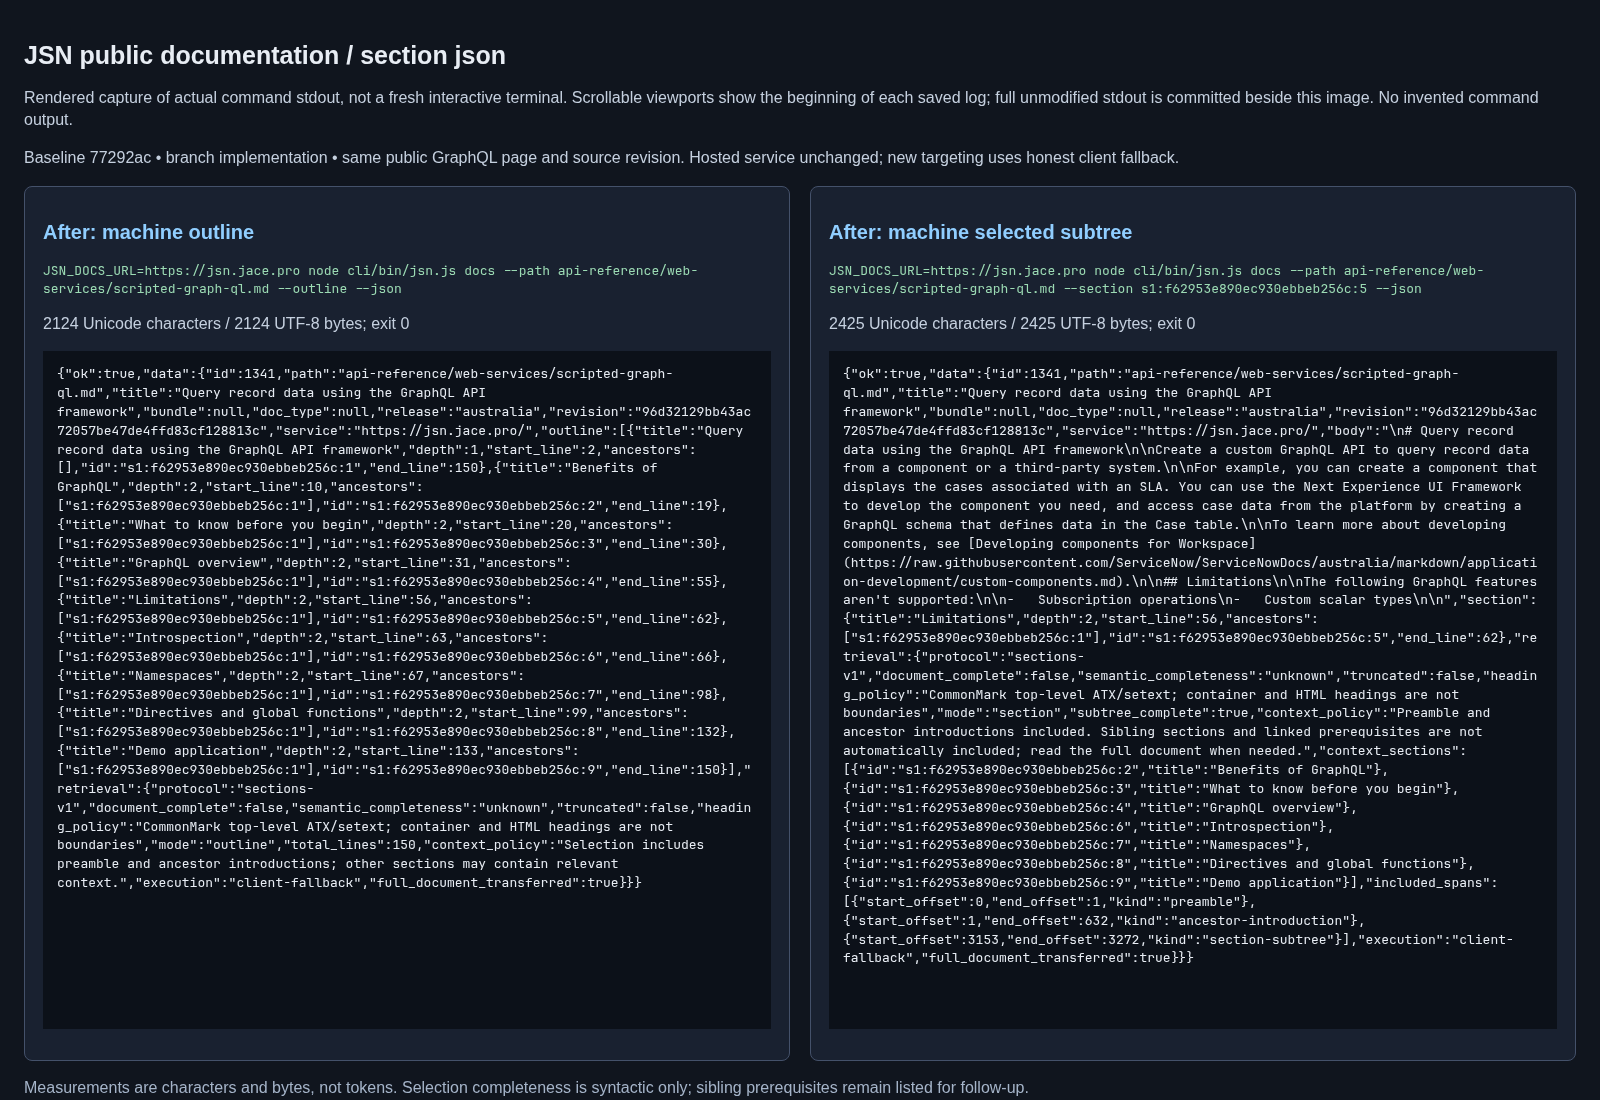 JSN public documentation / section json
Rendered capture of actual command stdout, not a fresh interactive terminal. Scrollable viewports show the beginning of each saved log; full unmodified stdout is committed beside this image. No invented command
output.
Baseline 77292ac • branch implementation • same public GraphQL page and source revision. Hosted service unchanged; new targeting uses honest client fallback.
After: machine outline
JSN_DOCS_URL=https://jsn.jace.pro node cli/bin/jsn.js docs --path api-reference/web-
services/scripted-graph-ql.md --outline --json
2124 Unicode characters / 2124 UTF-8 bytes; exit 0
{"ok":true,"data":{"id":1341,"path":"api-reference/web-services/scripted-graph-
ql.md","title":"Query record data using the GraphQL API
framework","bundle":null,"doc_type":null,"release":"australia","revision":"96d32129bb43ac
72057be47de4ffd83cf128813c","service":"https://jsn.jace.pro/","outline":[{"title":"Query
record data using the GraphQL API framework","depth":1,"start_line":2,"ancestors":
[],"id":"s1:f62953e890ec930ebbeb256c:1","end_line":150},{"title":"Benefits of
GraphQL","depth":2,"start_line":10,"ancestors":
["s1:f62953e890ec930ebbeb256c:1"],"id":"s1:f62953e890ec930ebbeb256c:2","end_line":19},
{"title":"What to know before you begin","depth":2,"start_line":20,"ancestors":
["s1:f62953e890ec930ebbeb256c:1"],"id":"s1:f62953e890ec930ebbeb256c:3","end_line":30},
{"title":"GraphQL overview","depth":2,"start_line":31,"ancestors":
["s1:f62953e890ec930ebbeb256c:1"],"id":"s1:f62953e890ec930ebbeb256c:4","end_line":55},
{"title":"Limitations","depth":2,"start_line":56,"ancestors":
["s1:f62953e890ec930ebbeb256c:1"],"id":"s1:f62953e890ec930ebbeb256c:5","end_line":62},
{"title":"Introspection","depth":2,"start_line":63,"ancestors":
["s1:f62953e890ec930ebbeb256c:1"],"id":"s1:f62953e890ec930ebbeb256c:6","end_line":66},
{"title":"Namespaces","depth":2,"start_line":67,"ancestors":
["s1:f62953e890ec930ebbeb256c:1"],"id":"s1:f62953e890ec930ebbeb256c:7","end_line":98},
{"title":"Directives and global functions","depth":2,"start_line":99,"ancestors":
["s1:f62953e890ec930ebbeb256c:1"],"id":"s1:f62953e890ec930ebbeb256c:8","end_line":132},
{"title":"Demo application","depth":2,"start_line":133,"ancestors":
["s1:f62953e890ec930ebbeb256c:1"],"id":"s1:f62953e890ec930ebbeb256c:9","end_line":150}],"
retrieval":{"protocol":"sections-
v1","document_complete":false,"semantic_completeness":"unknown","truncated":false,"headin
g_policy":"CommonMark top-level ATX/setext; container and HTML headings are not
boundaries","mode":"outline","total_lines":150,"context_policy":"Selection includes
preamble and ancestor introductions; other sections may contain relevant
context.","execution":"client-fallback","full_document_transferred":true}}}
After: machine selected subtree
JSN_DOCS_URL=https://jsn.jace.pro node cli/bin/jsn.js docs --path api-reference/web-
services/scripted-graph-ql.md --section s1:f62953e890ec930ebbeb256c:5 --json
2425 Unicode characters / 2425 UTF-8 bytes; exit 0
{"ok":true,"data":{"id":1341,"path":"api-reference/web-services/scripted-graph-
ql.md","title":"Query record data using the GraphQL API
framework","bundle":null,"doc_type":null,"release":"australia","revision":"96d32129bb43ac
72057be47de4ffd83cf128813c","service":"https://jsn.jace.pro/","body":"\n# Query record
data using the GraphQL API framework\n\nCreate a custom GraphQL API to query record data
from a component or a third-party system.\n\nFor example, you can create a component that
displays the cases associated with an SLA. You can use the Next Experience UI Framework
to develop the component you need, and access case data from the platform by creating a
GraphQL schema that defines data in the Case table.\n\nTo learn more about developing
components, see [Developing components for Workspace]
(https://raw.githubusercontent.com/ServiceNow/ServiceNowDocs/australia/markdown/applicati
on-development/custom-components.md).\n\n## Limitations\n\nThe following GraphQL features
aren't supported:\n\n-   Subscription operations\n-   Custom scalar types\n\n","section":
{"title":"Limitations","depth":2,"start_line":56,"ancestors":
["s1:f62953e890ec930ebbeb256c:1"],"id":"s1:f62953e890ec930ebbeb256c:5","end_line":62},"re
trieval":{"protocol":"sections-
v1","document_complete":false,"semantic_completeness":"unknown","truncated":false,"headin
g_policy":"CommonMark top-level ATX/setext; container and HTML headings are not
boundaries","mode":"section","subtree_complete":true,"context_policy":"Preamble and
ancestor introductions included. Sibling sections and linked prerequisites are not
automatically included; read the full document when needed.","context_sections":
[{"id":"s1:f62953e890ec930ebbeb256c:2","title":"Benefits of GraphQL"},
{"id":"s1:f62953e890ec930ebbeb256c:3","title":"What to know before you begin"},
{"id":"s1:f62953e890ec930ebbeb256c:4","title":"GraphQL overview"},
{"id":"s1:f62953e890ec930ebbeb256c:6","title":"Introspection"},
{"id":"s1:f62953e890ec930ebbeb256c:7","title":"Namespaces"},
{"id":"s1:f62953e890ec930ebbeb256c:8","title":"Directives and global functions"},
{"id":"s1:f62953e890ec930ebbeb256c:9","title":"Demo application"}],"included_spans":
[{"start_offset":0,"end_offset":1,"kind":"preamble"},
{"start_offset":1,"end_offset":632,"kind":"ancestor-introduction"},
{"start_offset":3153,"end_offset":3272,"kind":"section-subtree"}],"execution":"client-
fallback","full_document_transferred":true}}}
Measurements are characters and bytes, not tokens. Selection completeness is syntactic only; sibling prerequisites remain listed for follow-up.